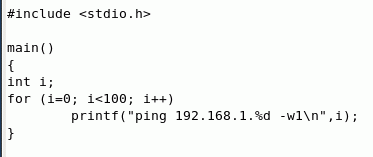 #include <stdio.h>
main()
{
int i;
for (i=0; i<100; i++)
        printf("ping 192.168.1.%d -w1\n",i);
}